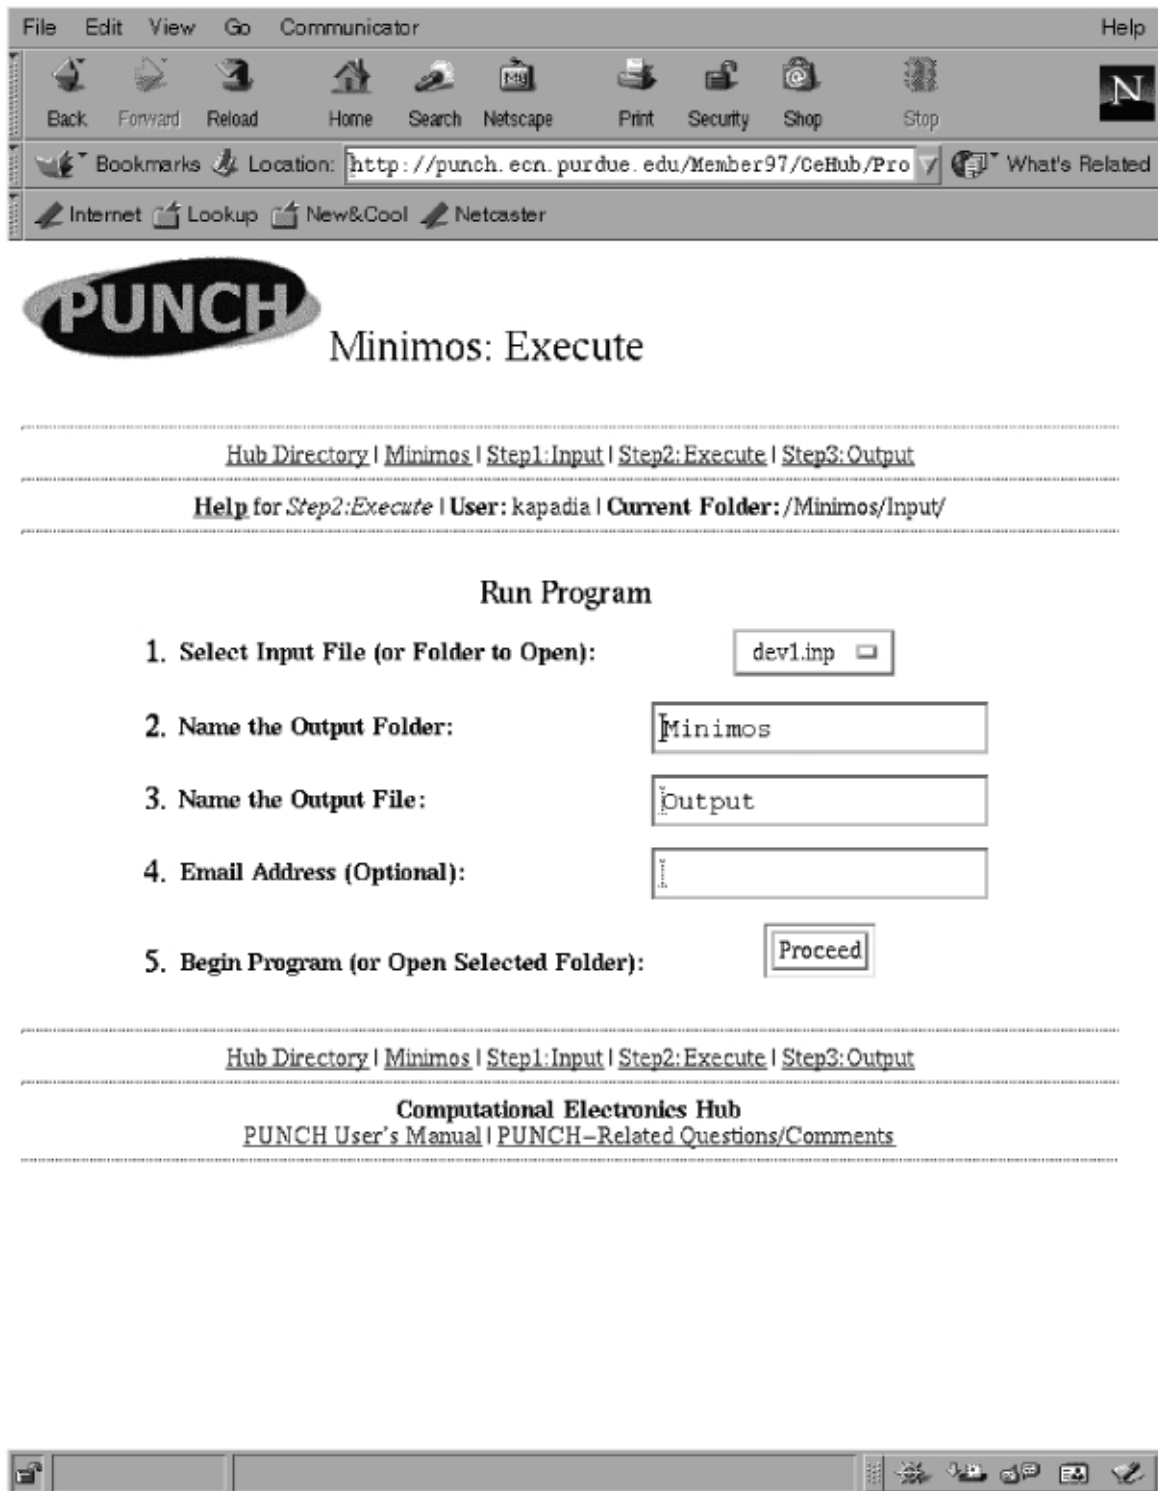 File Edit View Go Communicator Help
Back Forward Reload Home Search Netscape Print Security Shop Stop
My
N
Bookmarks Location: http://punch.ecn.purdue.edu/Member97/CeHub/Pro What's Related
Internet Lookup New&Cool Netcaster
PUNCH
Minimos: Execute
Hub Directory | Minimos | Step1:Input | Step2:Execute | Step3:Output
Help for Step2:Execute | User: kapadia | Current Folder: /Minimos/Input/
Run Program
1. Select Input File (or Folder to Open): dev1.inp
2. Name the Output Folder: Minimos
3. Name the Output File: Output
4. Email Address (Optional):
5. Begin Program (or Open Selected Folder): Proceed
Hub Directory | Minimos | Step1:Input | Step2:Execute | Step3:Output
Computational Electronics Hub
PUNCH User's Manual | PUNCH-Related Questions/Comments